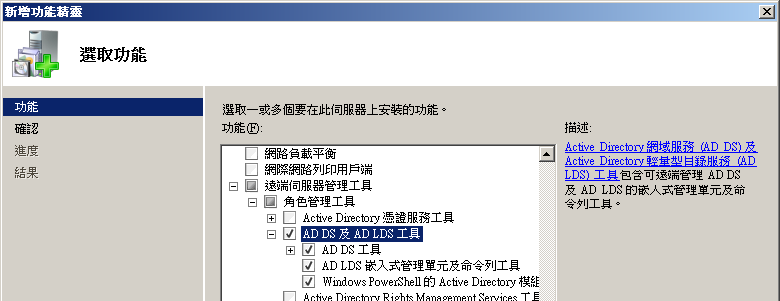 新增功能精靈
選取功能
功能
確認
進度
結果
選取一或多個要在此伺服器上安裝的功能。
功能(F):
網路負載平衡
網際網路列印用戶端
遠端伺服器管理工具
角色管理工具
Active Directory 憑證服務工具
AD DS 及 AD LDS 工具
AD DS 工具
AD LDS 嵌入式管理單元及命令列工具
Windows PowerShell 的 Active Directory 模組
Active Directory Rights Management Services 工具
描述:
Active Directory 網域服務 (AD DS) 及
Active Directory 輕量型目錄服務 (AD
LDS) 工具包含可遠端管理 AD DS
及 AD LDS 的嵌入式管理單元及命
令列工具。